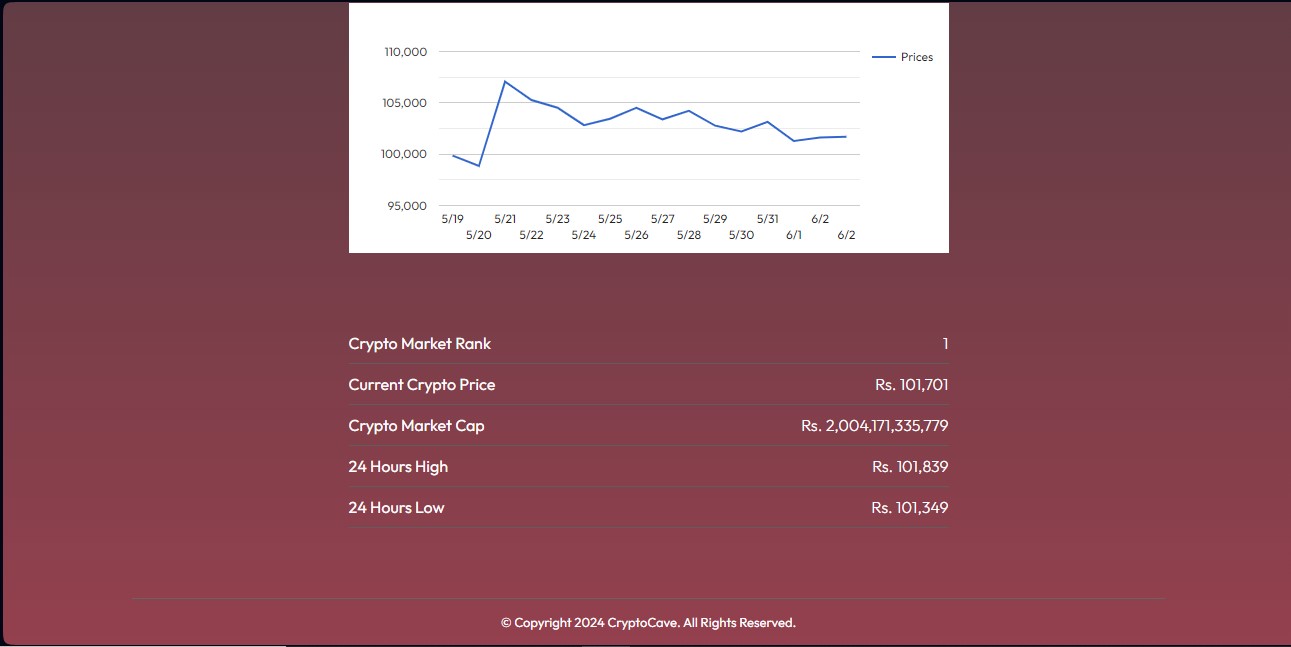 110,000
Prices
105,000
100,000
95,000
5/19 5/21 5/23 5/25 5/27 5/29 5/31 6/2
5/20 5/22 5/24 5/26 5/28 5/30 6/1 6/2
Crypto Market Rank 1
Current Crypto Price Rs. 101,701
Crypto Market Cap Rs. 2,004,171,335,779
24 Hours High Rs. 101,839
24 Hours Low Rs. 101,349
© Copyright 2024 CryptoCave. All Rights Reserved.